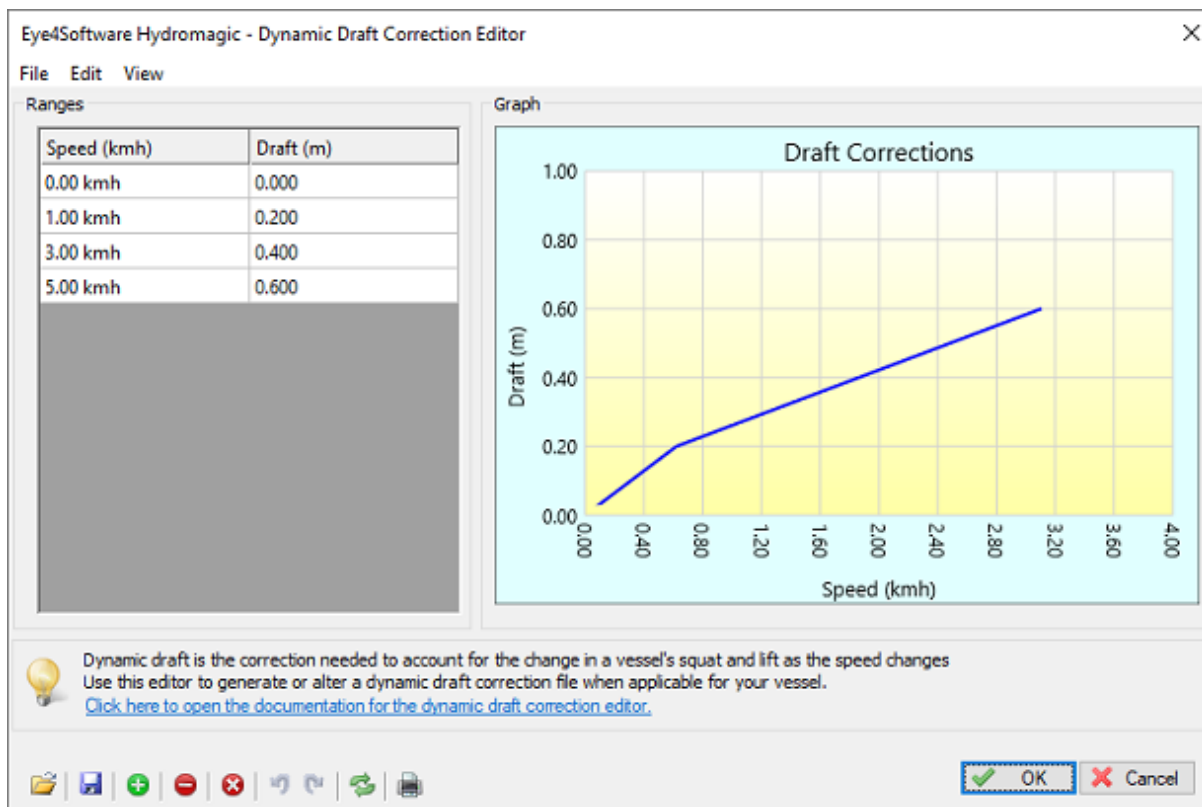 Eye4Software Hydromagic - Dynamic Draft Correction Editor
File Edit View
Ranges
Speed (kmh) Draft (m)
0.00 kmh 0.000
1.00 kmh 0.200
3.00 kmh 0.400
5.00 kmh 0.600
Graph
Draft Corrections
1.00
0.80
0.60
0.40
0.20
0.00
Draft (m)
0.00 0.40 0.80 1.20 1.60 2.00 2.40 2.80 3.20 3.60 4.00
Speed (kmh)
Dynamic draft is the correction needed to account for the change in a vessel's squat and lift as the speed changes
Use this editor to generate or alter a dynamic draft correction file when applicable for your vessel.
Click here to open the documentation for the dynamic draft correction editor.
OK Cancel